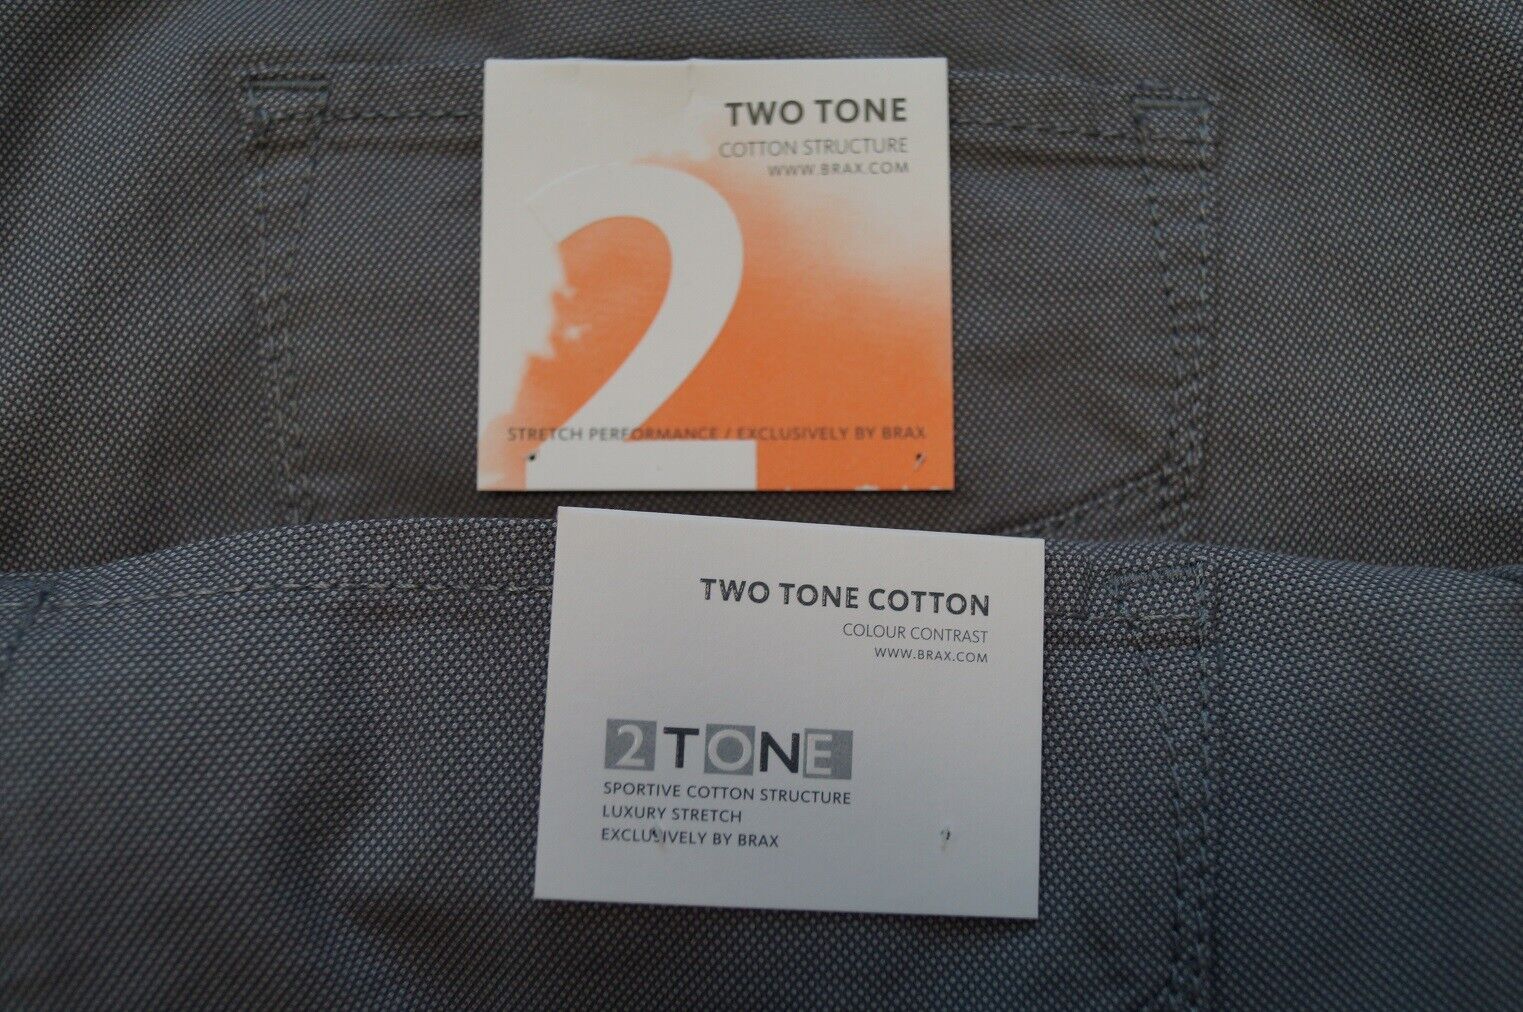 TWO TONE
COTTON STRUCTURE
WWW.BRAX.COM
2
STRETCH PERFORMANCE / EXCLUSIVELY BY BRAX
TWO TONE COTTON
COLOUR CONTRAST
WWW.BRAX.COM
2TONE
SPORTIVE COTTON STRUCTURE
LUXURY STRETCH
EXCLUSIVELY BY BRAX